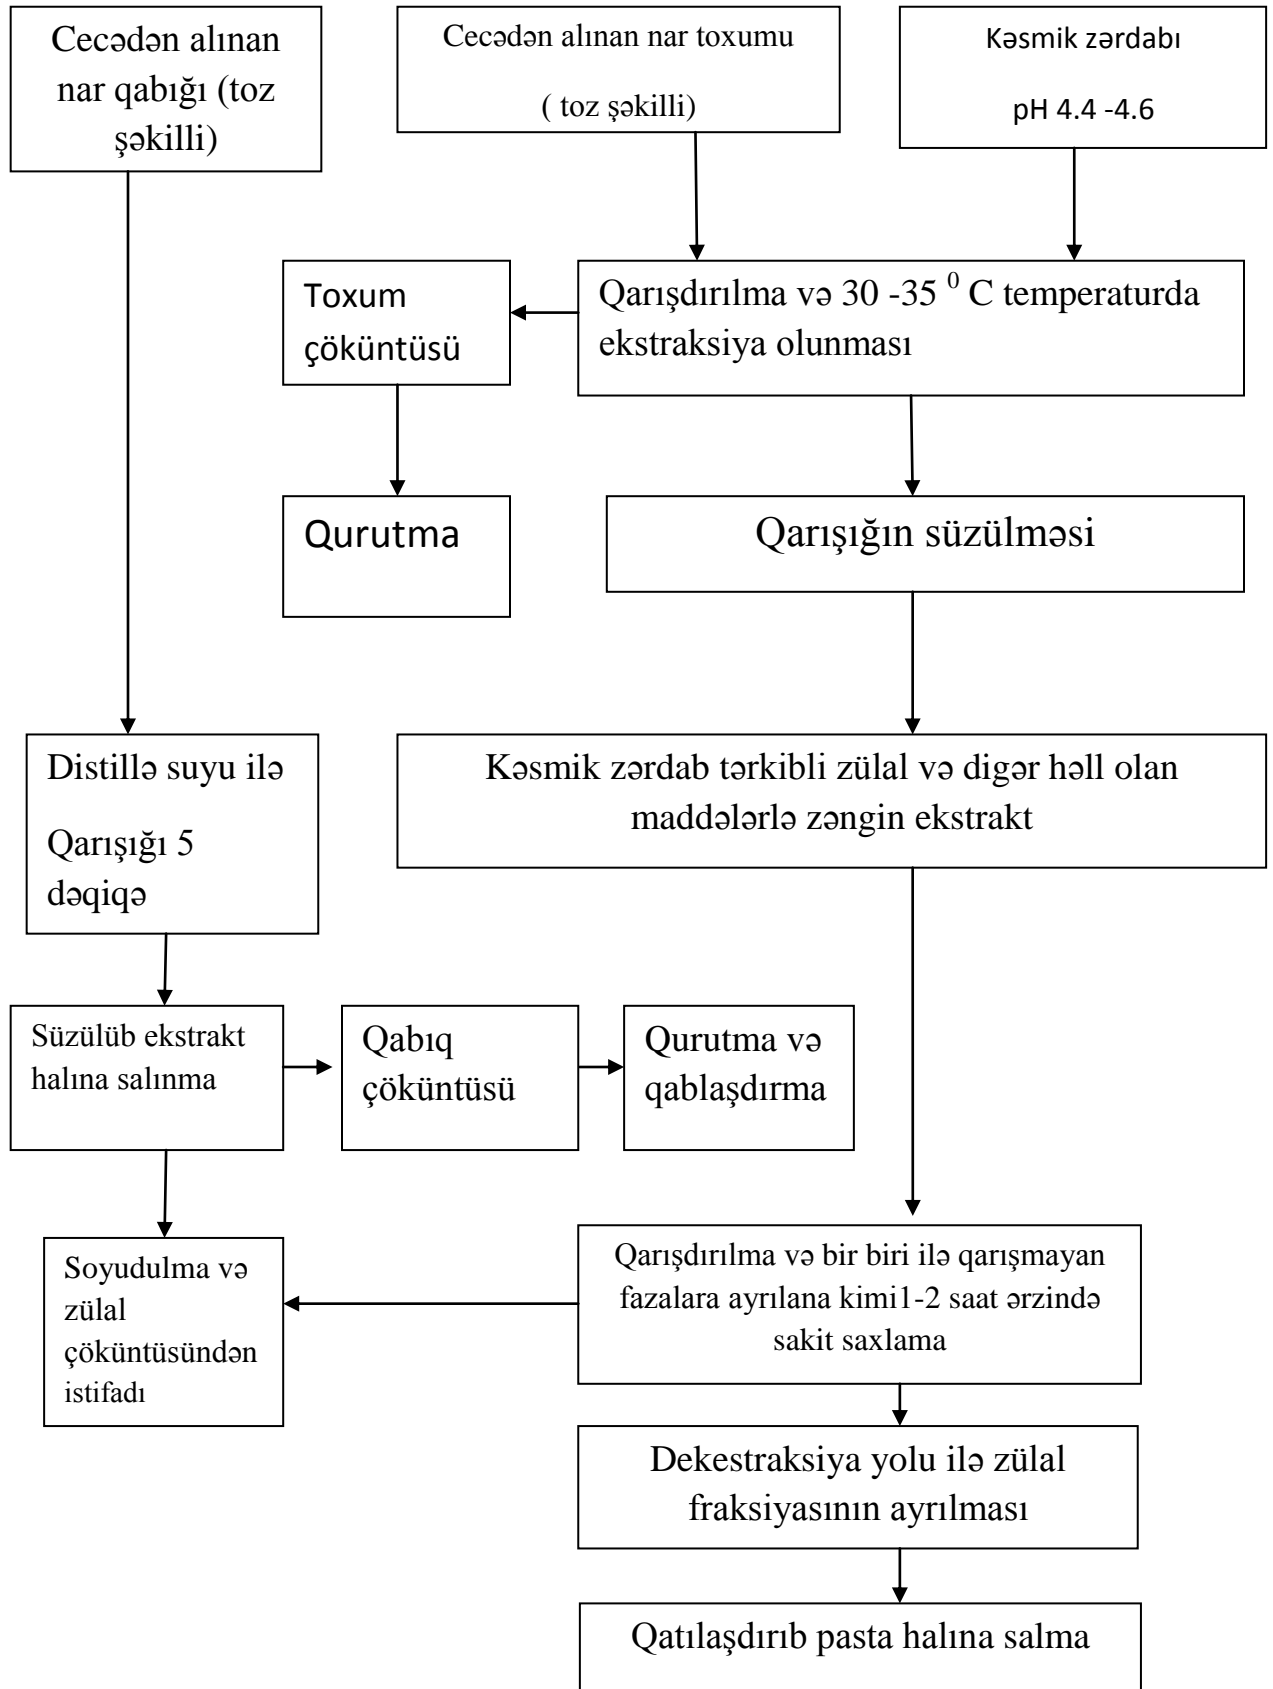 Cecədən alınan
nar qabığı (toz
şəkilli)
Cecədən alınan nar toxumu
( toz şəkilli)
Kəsmik zərdabı
pH 4.4 -4.6
Toxum
çöküntüsü
Qarışdırılma və 30 -35 ⁰ C temperaturda
ekstraksiya olunması
Qurutma
Qarışığın süzülməsi
Distillə suyu ilə
Qarışığı 5
dəqiqə
Kəsmik zərdab tərkibli zülal və digər həll olan
maddələrlə zəngin ekstrakt
Süzülüb ekstrakt
halına salınma
Qabıq
çöküntüsü
Qurutma və
qablaşdırma
Soyudulma və
zülal
çöküntüsündən
istifadı
Qarışdırılma və bir biri ilə qarışmayan
fazalara ayrılana kimi1-2 saat ərzində
sakit saxlama
Dekestraksiya yolu ilə zülal
fraksiyasının ayrılması
Qatılaşdırıb pasta halına salma